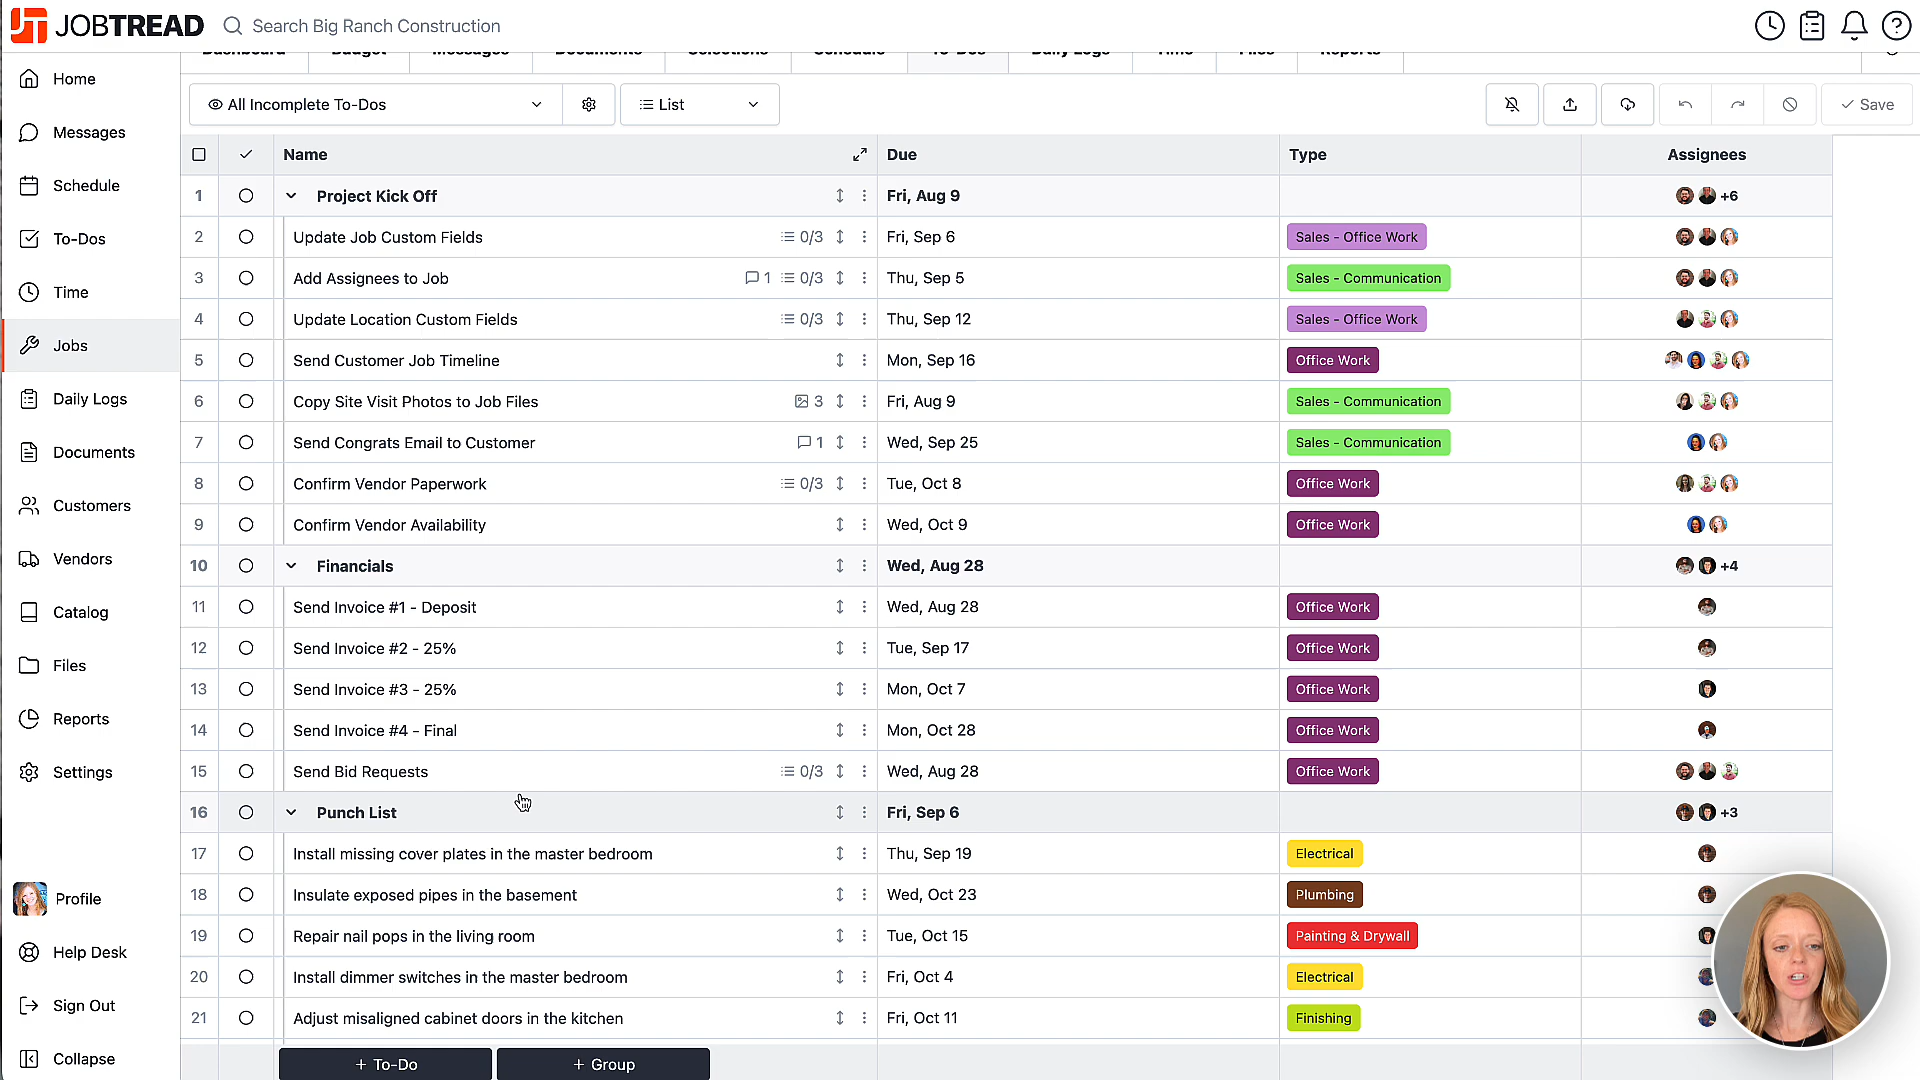 JOBTREAD
Search Big Ranch Construction
Dashboard Budget Messages Documents Selections Schedule To-Dos Daily Logs Time Files Reports
Home
Messages
Schedule
To-Dos
Time
Jobs
Daily Logs
Documents
Customers
Vendors
Catalog
Files
Reports
Settings
Profile
Help Desk
Sign Out
Collapse
All Incomplete To-Dos List Save
Name Due Type Assignees
1 Project Kick Off Fri, Aug 9 +6
2 Update Job Custom Fields 0/3 Fri, Sep 6 Sales - Office Work
3 Add Assignees to Job 1 0/3 Thu, Sep 5 Sales - Communication
4 Update Location Custom Fields 0/3 Thu, Sep 12 Sales - Office Work
5 Send Customer Job Timeline Mon, Sep 16 Office Work
6 Copy Site Visit Photos to Job Files 3 Fri, Aug 9 Sales - Communication
7 Send Congrats Email to Customer 1 Wed, Sep 25 Sales - Communication
8 Confirm Vendor Paperwork 0/3 Tue, Oct 8 Office Work
9 Confirm Vendor Availability Wed, Oct 9 Office Work
10 Financials Wed, Aug 28 +4
11 Send Invoice #1 - Deposit Wed, Aug 28 Office Work
12 Send Invoice #2 - 25% Tue, Sep 17 Office Work
13 Send Invoice #3 - 25% Mon, Oct 7 Office Work
14 Send Invoice #4 - Final Mon, Oct 28 Office Work
15 Send Bid Requests 0/3 Wed, Aug 28 Office Work
16 Punch List Fri, Sep 6 +3
17 Install missing cover plates in the master bedroom Thu, Sep 19 Electrical
18 Insulate exposed pipes in the basement Wed, Oct 23 Plumbing
19 Repair nail pops in the living room Tue, Oct 15 Painting & Drywall
20 Install dimmer switches in the master bedroom Fri, Oct 4 Electrical
21 Adjust misaligned cabinet doors in the kitchen Fri, Oct 11 Finishing
+ To-Do + Group